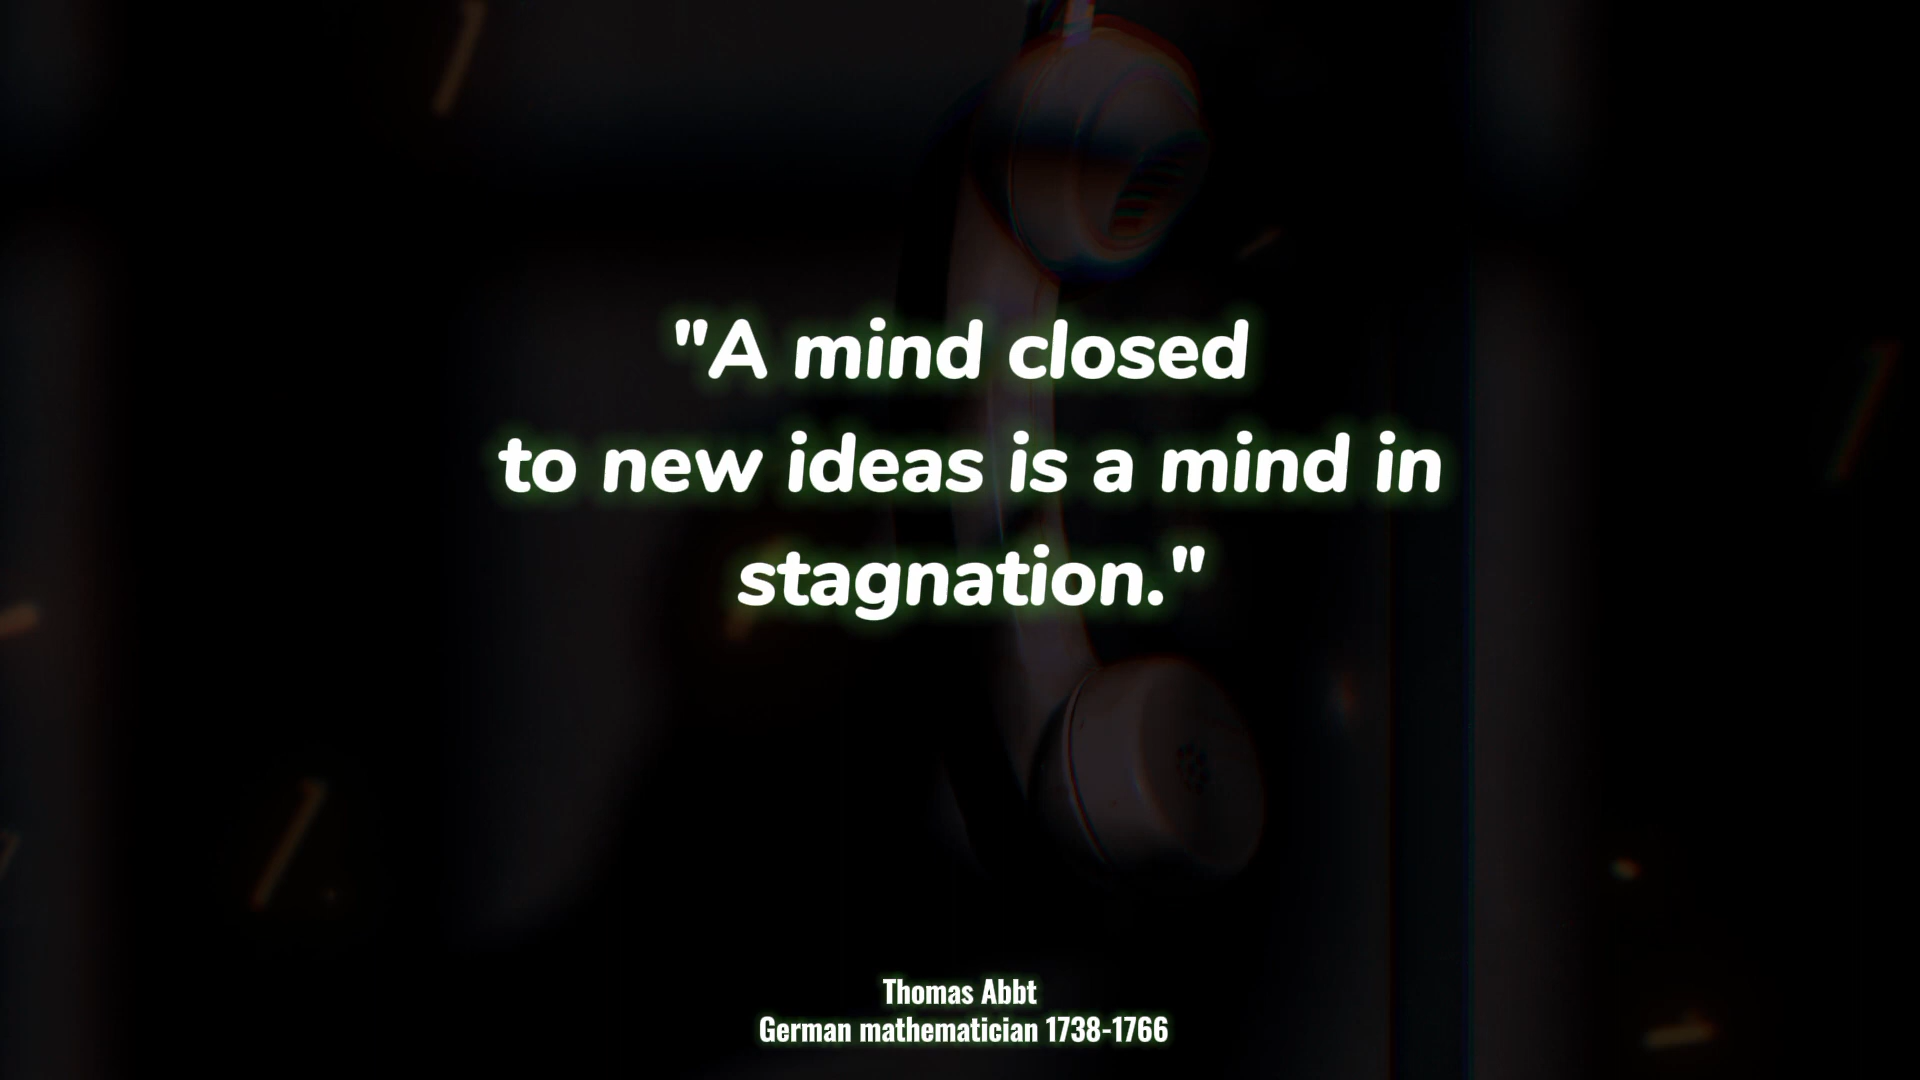 "A mind closed
to new ideas is a mind in
stagnation."
Thomas Abbt
German mathematician 1738-1766